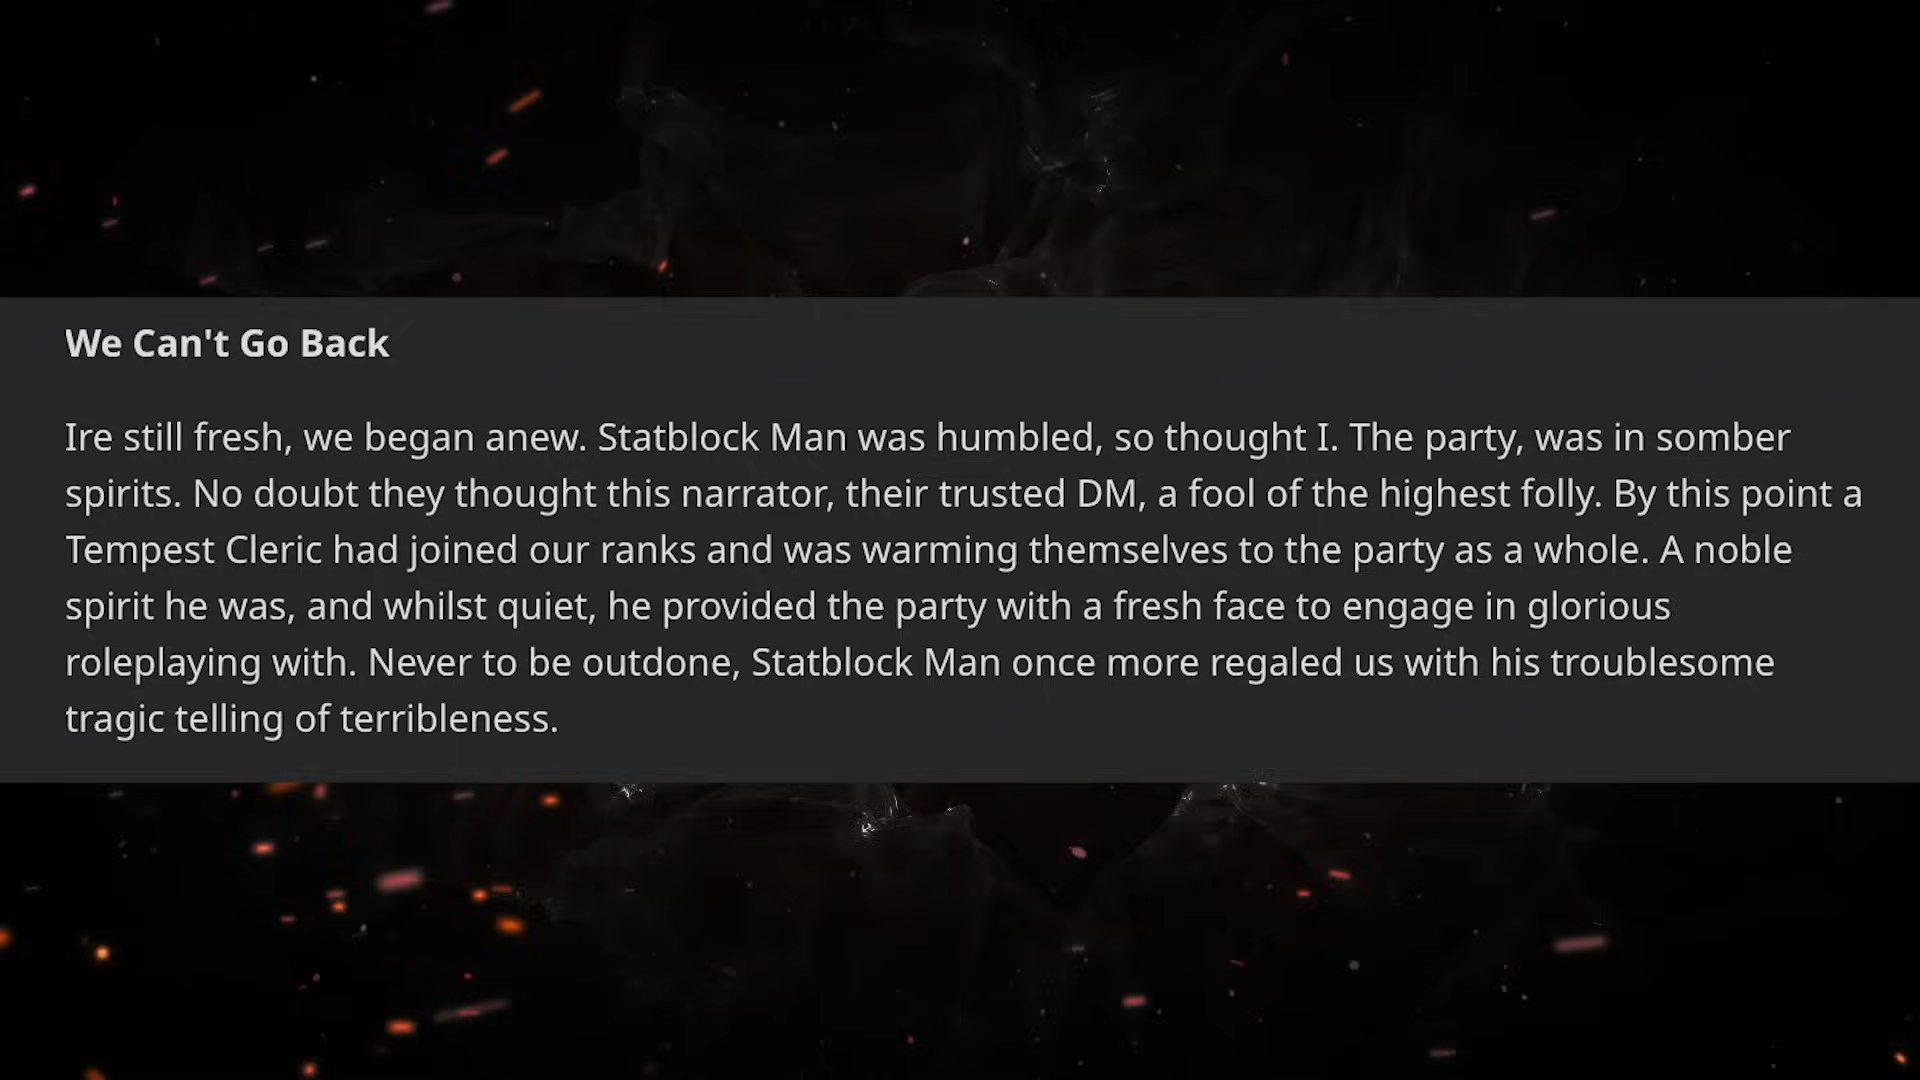 We Can't Go Back
Ire still fresh, we began anew. Statblock Man was humbled, so thought I. The party, was in somber
spirits. No doubt they thought this narrator, their trusted DM, a fool of the highest folly. By this point a
Tempest Cleric had joined our ranks and was warming themselves to the party as a whole. A noble
spirit he was, and whilst quiet, he provided the party with a fresh face to engage in glorious
roleplaying with. Never to be outdone, Statblock Man once more regaled us with his troublesome
tragic telling of terribleness.